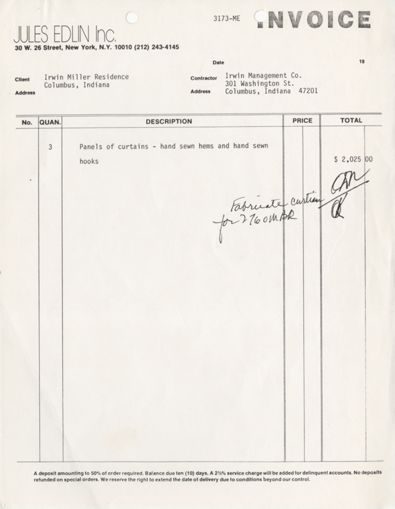 3173-ME
INVOICE
JULES EDLIN Inc.
30 W. 26 Street, New York, N.Y. 10010 (212) 243-4145
Date 19
Client Irwin Miller Residence
Address Columbus, Indiana
Contractor Irwin Management Co.
Address 301 Washington St.
Columbus, Indiana 47201
No. QUAN. DESCRIPTION PRICE TOTAL
3 Panels of curtains - hand sewn hems and hand sewn
hooks $ 2,025 00
Fabricate curtain
for 2760
A deposit amounting to 50% of order required. Balance due ten (10) days. A 2½% service charge will be added for delinquent accounts. No deposits
refunded on special orders. We reserve the right to extend the date of delivery due to conditions beyond our control.